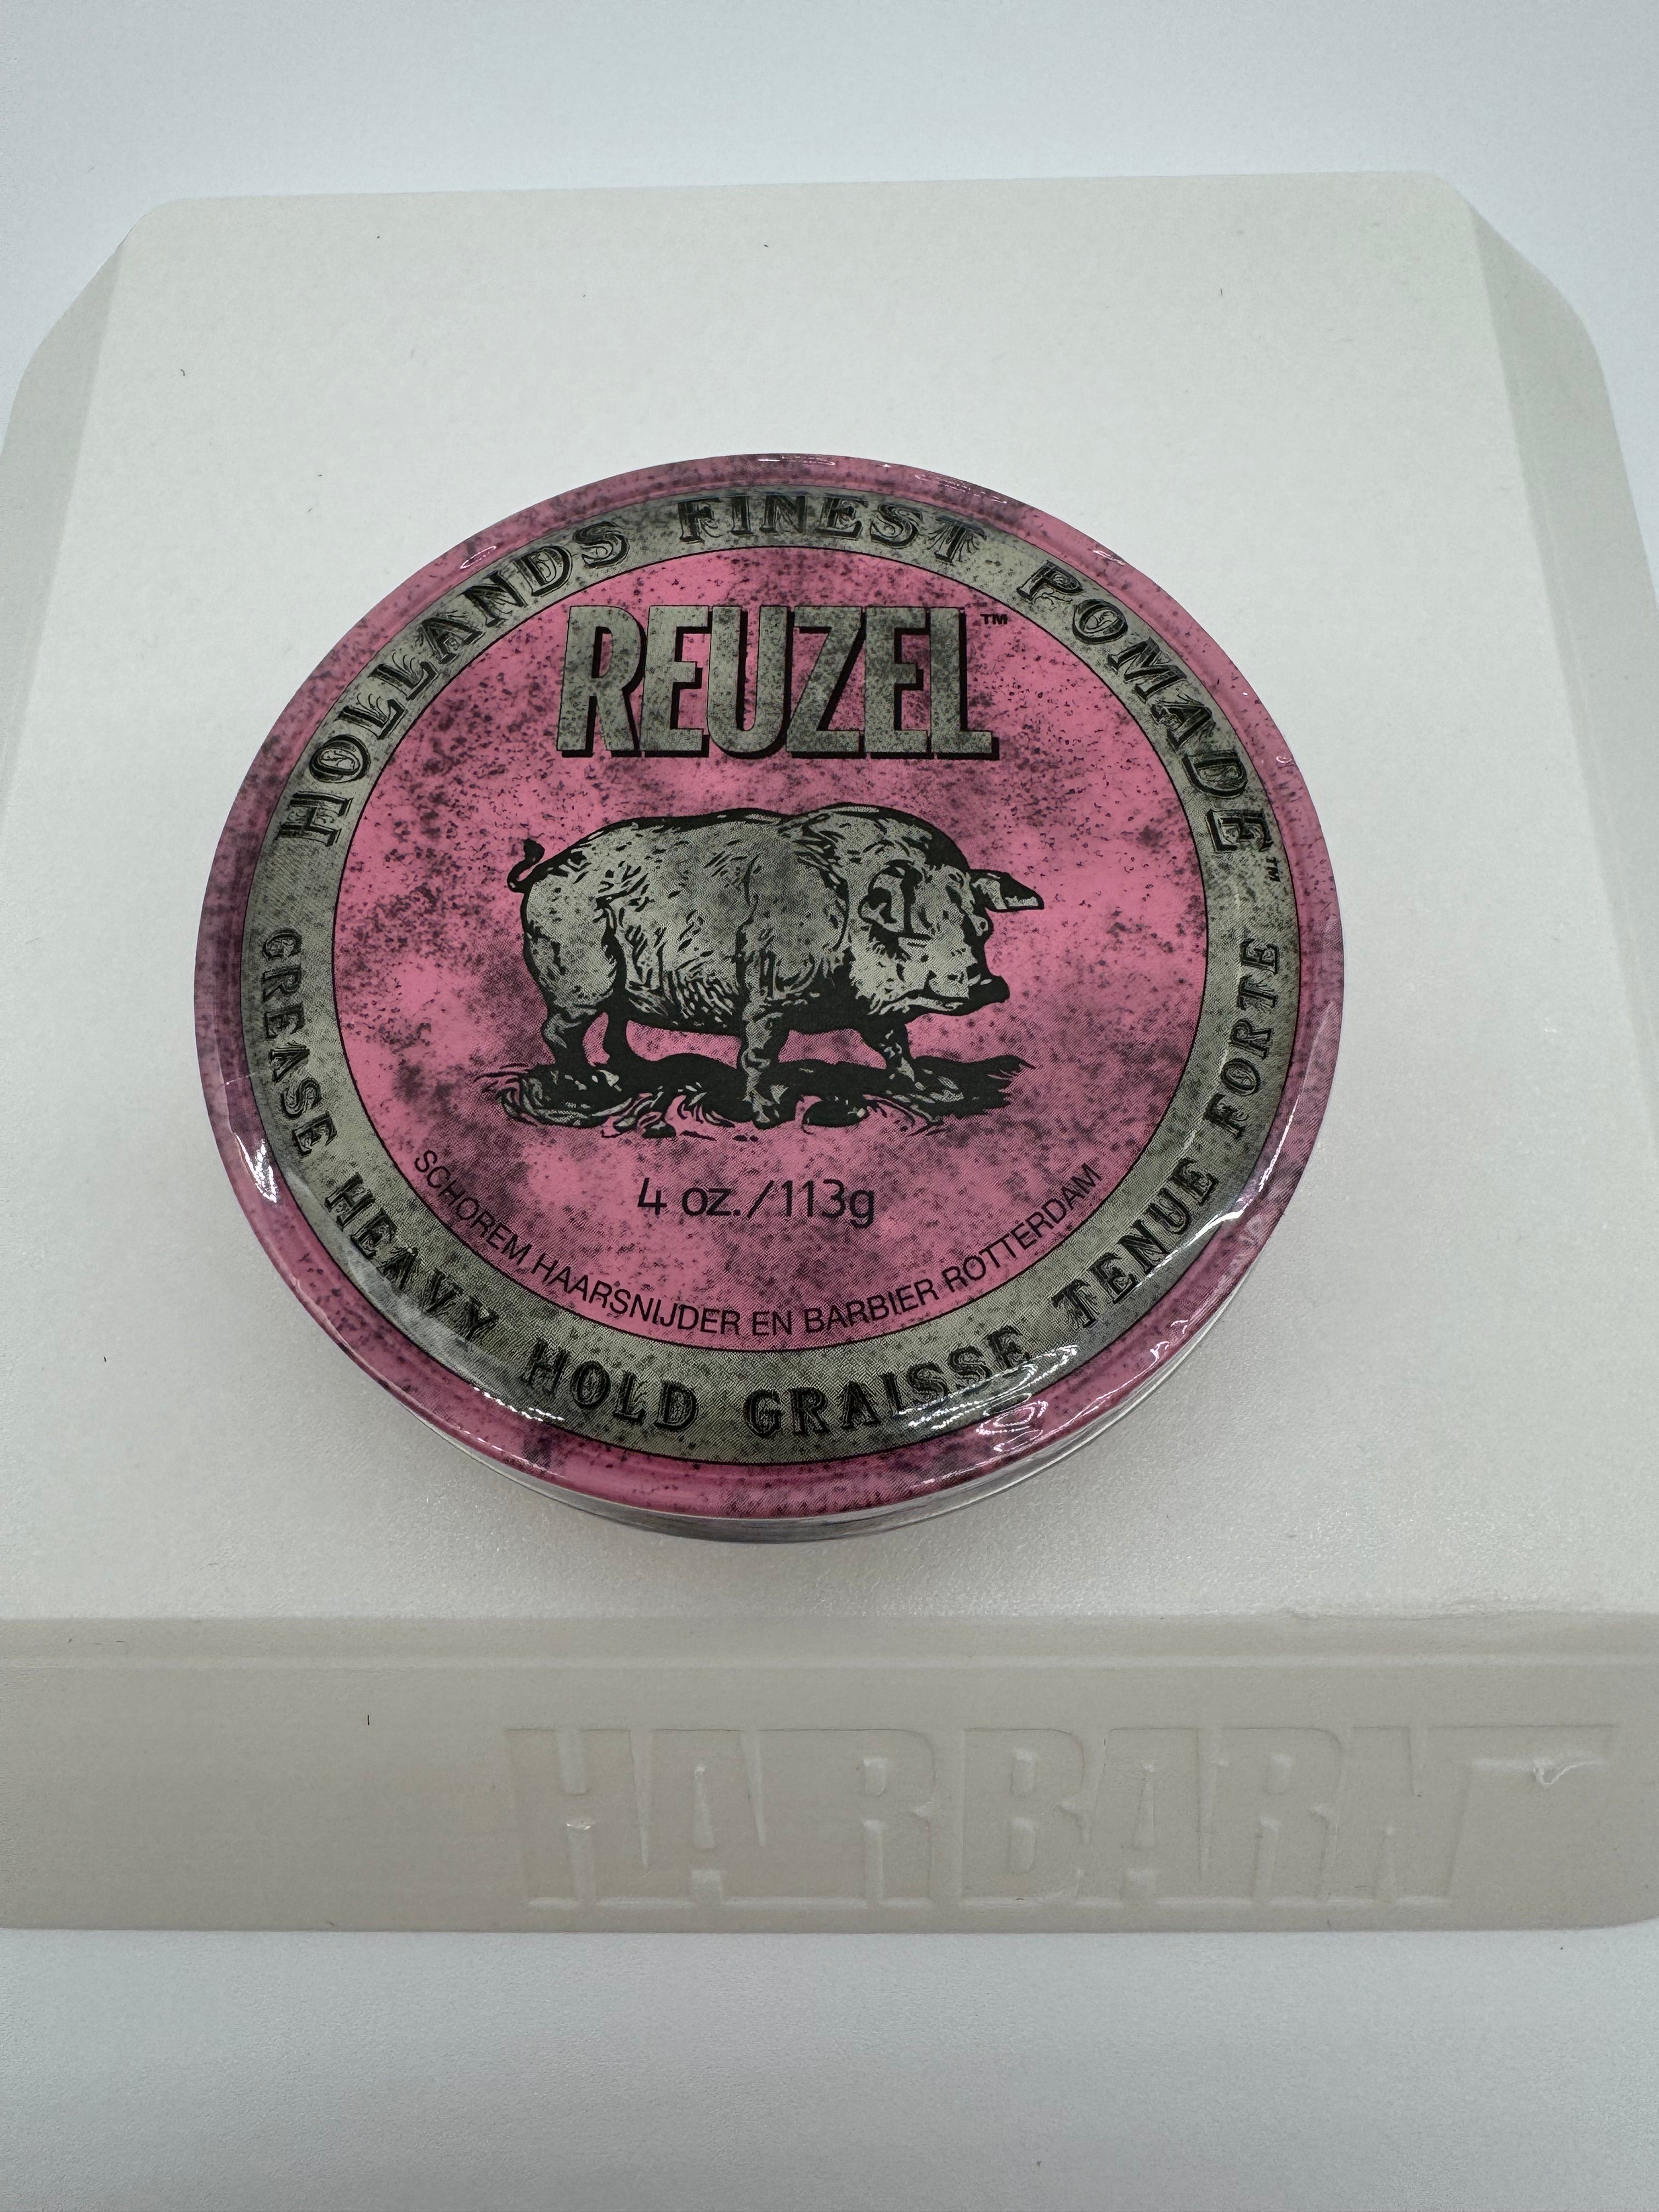 HOLLANDS FINEST POMADE™
REUZEL™
4 oz./113g
SCHOREM HAARSNIJDER EN BARBIER ROTTERDAM
GREASE HEAVY HOLD GRAISSE TENUE FORTE
HAIRBARN